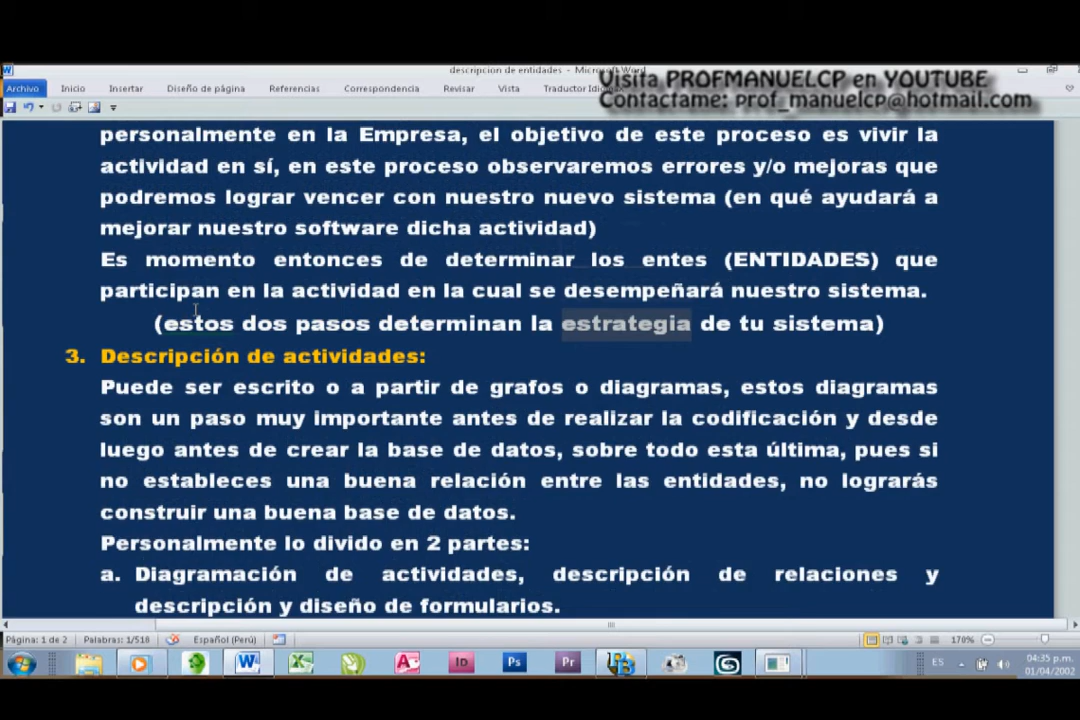 descripcion de entidades - Microsoft Word
Visita PROFMANUELCP en YOUTUBE
Contactame: prof_manuelcp@hotmail.com
Archivo Inicio Insertar Diseño de página Referencias Correspondencia Revisar Vista Traductor
personalmente en la Empresa, el objetivo de este proceso es vivir la
actividad en sí, en este proceso observaremos errores y/o mejoras que
podremos lograr vencer con nuestro nuevo sistema (en qué ayudará a
mejorar nuestro software dicha actividad)
Es momento entonces de determinar los entes (ENTIDADES) que
participan en la actividad en la cual se desempeñará nuestro sistema.
(estos dos pasos determinan la estrategia de tu sistema)
3. Descripción de actividades:
Puede ser escrito o a partir de grafos o diagramas, estos diagramas
son un paso muy importante antes de realizar la codificación y desde
luego antes de crear la base de datos, sobre todo esta última, pues si
no estableces una buena relación entre las entidades, no lograrás
construir una buena base de datos.
Personalmente lo divido en 2 partes:
a. Diagramación de actividades, descripción de relaciones y
descripción y diseño de formularios.
Página: 1 de 2 Palabras: 1/518 Español (Perú) 178%
ES 04:35 p.m.
01/04/2002